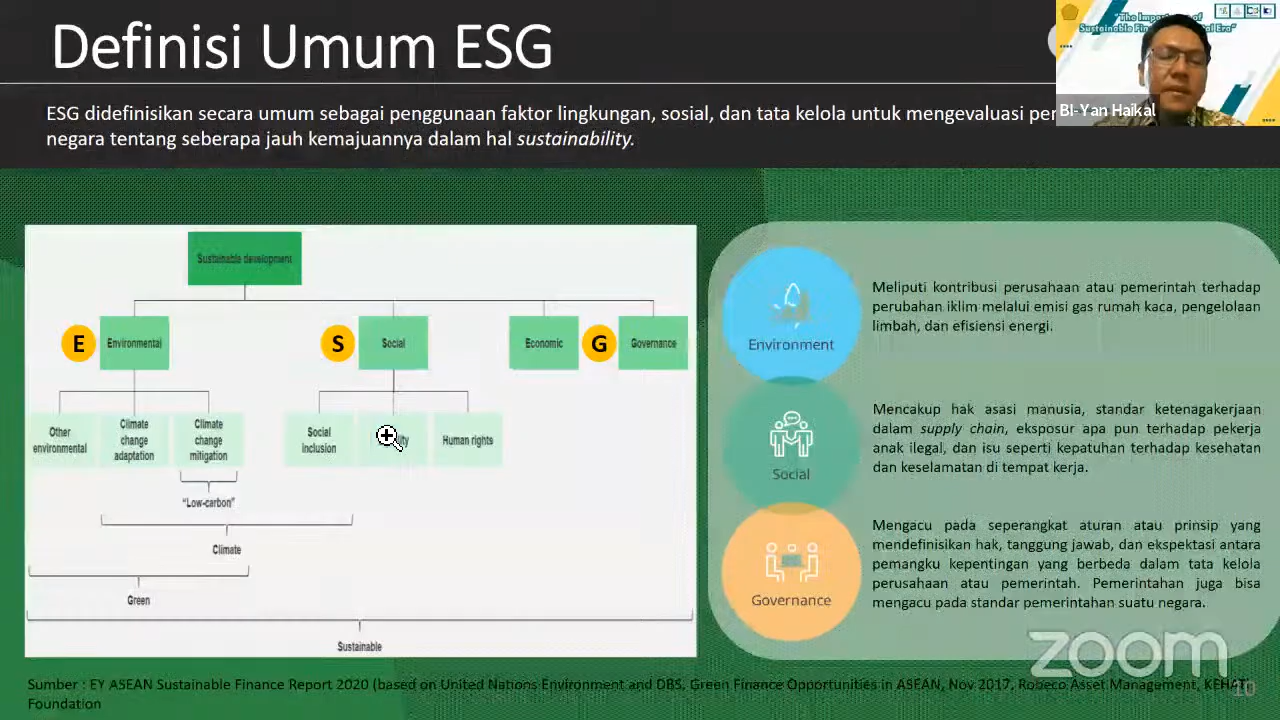 Definisi Umum ESG
"The Importance of
Sustainable Era"
BI-Yan Haikal
ESG didefinisikan secara umum sebagai penggunaan faktor lingkungan, sosial, dan tata kelola untuk mengevaluasi
negara tentang seberapa jauh kemajuannya dalam hal sustainability.
Sustainable development
E
Environmental
S
Social
Economic
G
Governance
Other
environmental
Climate
change
adaptation
Climate
change
mitigation
Social
inclusion
Human rights
"Low-carbon"
Climate
Green
Sustainable
Environment
Meliputi kontribusi perusahaan atau pemerintah terhadap
perubahan iklim melalui emisi gas rumah kaca, pengelolaan
limbah, dan efisiensi energi.
Social
Mencakup hak asasi manusia, standar ketenagakerjaan
dalam supply chain, eksposur apa pun terhadap pekerja
anak ilegal, dan isu seperti kepatuhan terhadap kesehatan
dan keselamatan di tempat kerja.
Governance
Mengacu pada seperangkat aturan atau prinsip yang
mendefinisikan hak, tanggung jawab, dan ekspektasi antara
pemangku kepentingan yang berbeda dalam tata kelola
perusahaan atau pemerintah. Pemerintahan juga bisa
mengacu pada standar pemerintahan suatu negara.
zoom
Sumber : EY ASEAN Sustainable Finance Report 2020 (based on United Nations Environment and DBS, Green Finance Opportunities in ASEAN, Nov 2017, Robeco Asset Management, KEHATI
Foundation
10